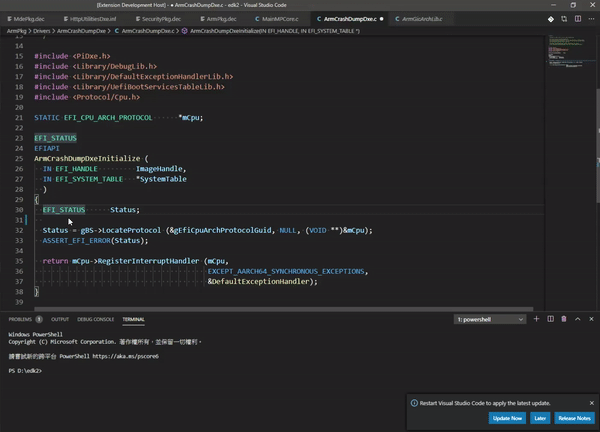 [Extension Development Host] - ● ArmCrashDumpDxe.c - edk2 - Visual Studio Code
MdePkg.dec
HttpUtilitiesDxe.inf
SecurityPkg.dec
ArmPkg.dec
MainMPCore.c
ArmCrashDumpDxe.c ●
ArmGicArchLib.c
ArmPkg > Drivers > ArmCrashDumpDxe > ArmCrashDumpDxe.c > ArmCrashDumpDxeInitialize(IN EFI_HANDLE, IN EFI_SYSTEM_TABLE *)
14
15 #include <PiDxe.h>
16 #include <Library/DebugLib.h>
17 #include <Library/DefaultExceptionHandlerLib.h>
18 #include <Library/UefiBootServicesTableLib.h>
19 #include <Protocol/Cpu.h>
20
21 STATIC EFI_CPU_ARCH_PROTOCOL *mCpu;
22
23 EFI_STATUS
24 EFIAPI
25 ArmCrashDumpDxeInitialize (
26 IN EFI_HANDLE ImageHandle,
27 IN EFI_SYSTEM_TABLE *SystemTable
28 )
29 {
30 EFI_STATUS Status;
31
32 Status = gBS->LocateProtocol (&gEfiCpuArchProtocolGuid, NULL, (VOID **)&mCpu);
33 ASSERT_EFI_ERROR(Status);
34
35 return mCpu->RegisterInterruptHandler (mCpu,
36 EXCEPT_AARCH64_SYNCHRONOUS_EXCEPTIONS,
37 &DefaultExceptionHandler);
38 }
39
PROBLEMS 1 OUTPUT DEBUG CONSOLE TERMINAL 1: powershell
Windows PowerShell
Copyright (C) Microsoft Corporation. 著作權所有，並保留一切權利。
請嘗試新的跨平台 PowerShell https://aka.ms/pscore6
PS D:\edk2>
Restart Visual Studio Code to apply the latest update.
Update Now Later Release Notes